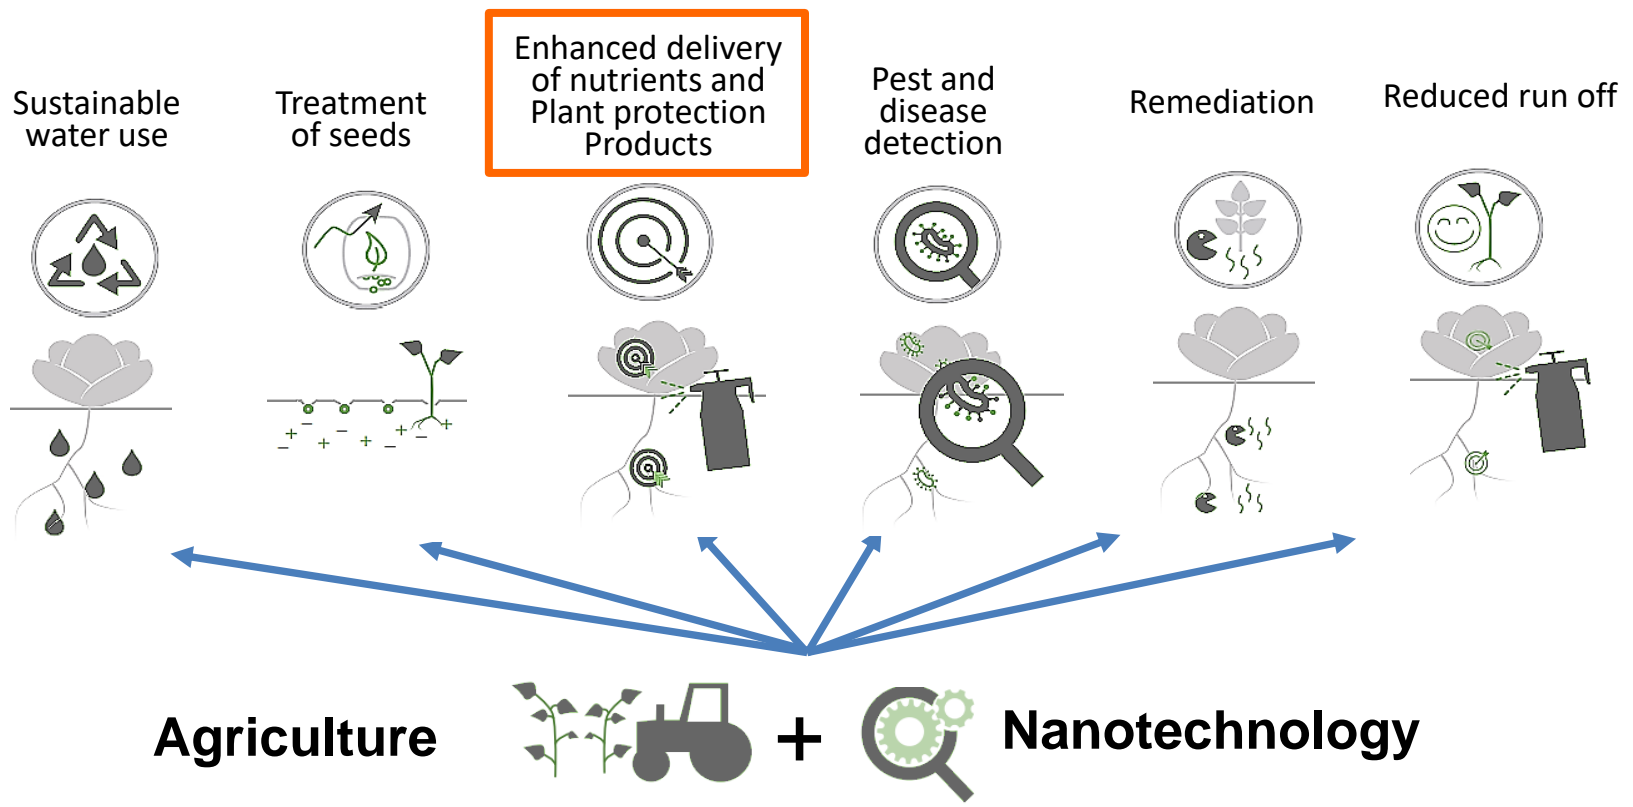 Sustainable
water use
Treatment
of seeds
Enhanced delivery
of nutrients and
Plant protection
Products
Pest and
disease
detection
Remediation
Reduced run off
Agriculture
+
Nanotechnology